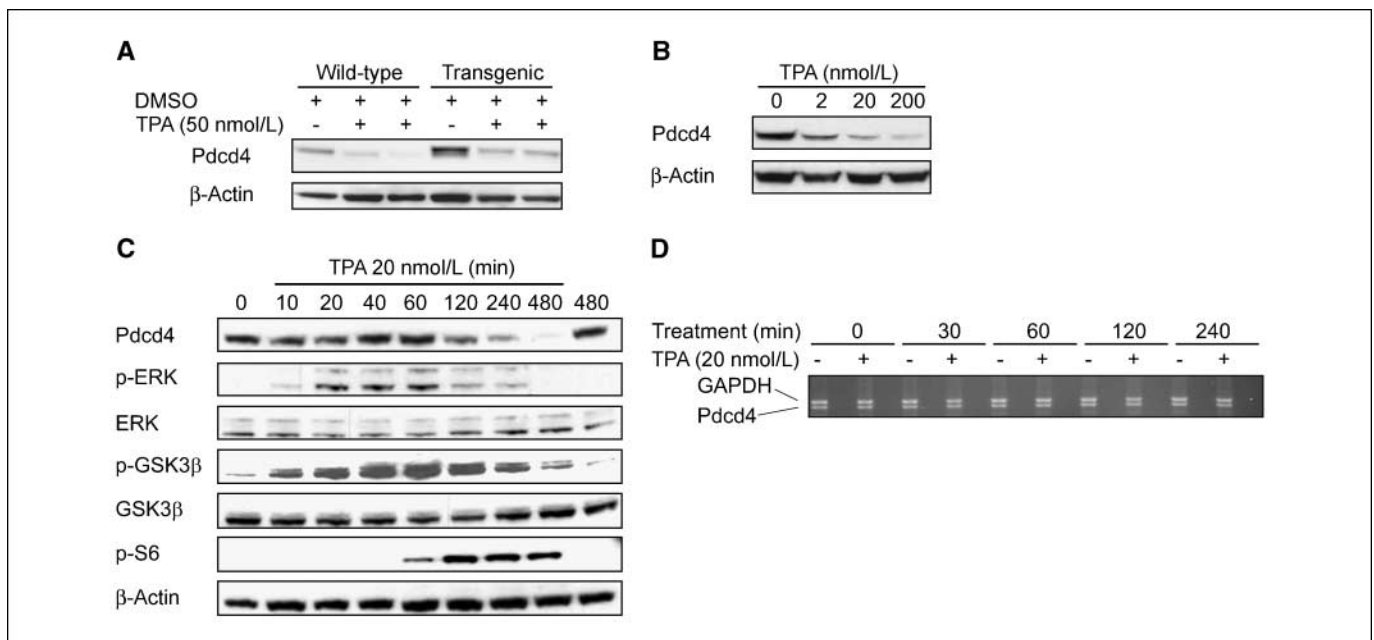 A
Wild-type Transgenic
DMSO + + + + + +
TPA (50 nmol/L) - + + - + +
Pdcd4
β-Actin
B
TPA (nmol/L)
0 2 20 200
Pdcd4
β-Actin
C
TPA 20 nmol/L (min)
0 10 20 40 60 120 240 480 480
Pdcd4
p-ERK
ERK
p-GSK3β
GSK3β
p-S6
β-Actin
D
Treatment (min) 0 30 60 120 240
TPA (20 nmol/L) - + - + - + - + - +
GAPDH
Pdcd4